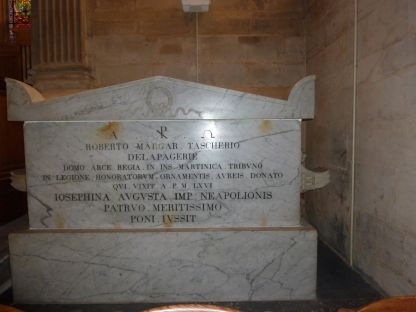 A ☧ Ω
ROBERTO MARGAR TASCHERIO
DELAPAGERIE
DOMO ARCE REGIA IN INS MARTINICA TRIBVNO
IN LEGIONE HONORATORVM ORNAMENTIS AVREIS DONATO
QVI VIXIT A P M LXVI
IOSEPHINA AVGVSTA IMP NEAPOLIONIS
PATRVO MERITISSIMO
PONI IVSSIT